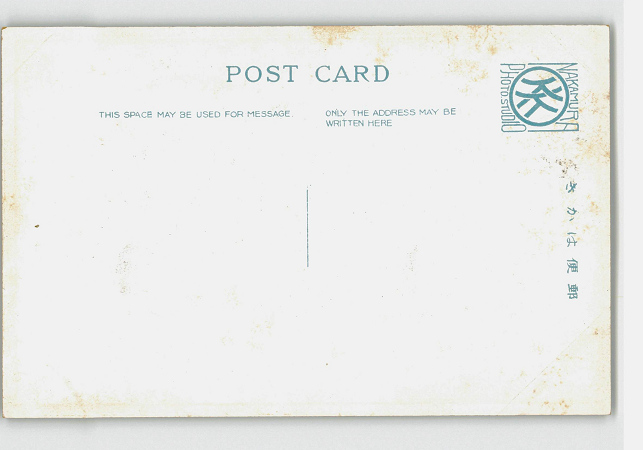 POST CARD
THIS SPACE MAY BE USED FOR MESSAGE.
ONLY THE ADDRESS MAY BE
WRITTEN HERE
NAKAMURA
PHOTO.STUDIO
きかは便郵